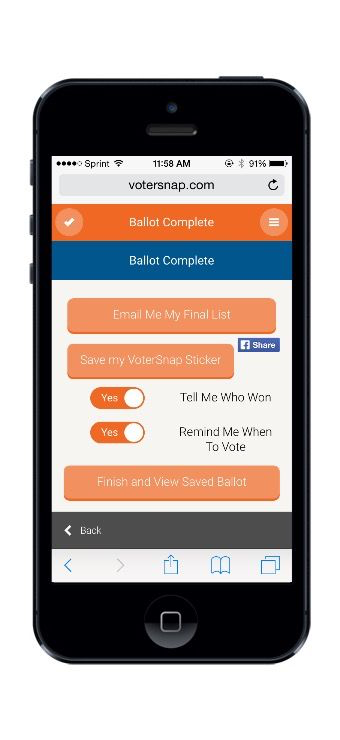 Sprint 11:58 AM 91%
votersnap.com
Ballot Complete
Ballot Complete
Email Me My Final List
Save my VoterSnap Sticker
f Share
Yes Tell Me Who Won
Yes Remind Me When
To Vote
Finish and View Saved Ballot
Back